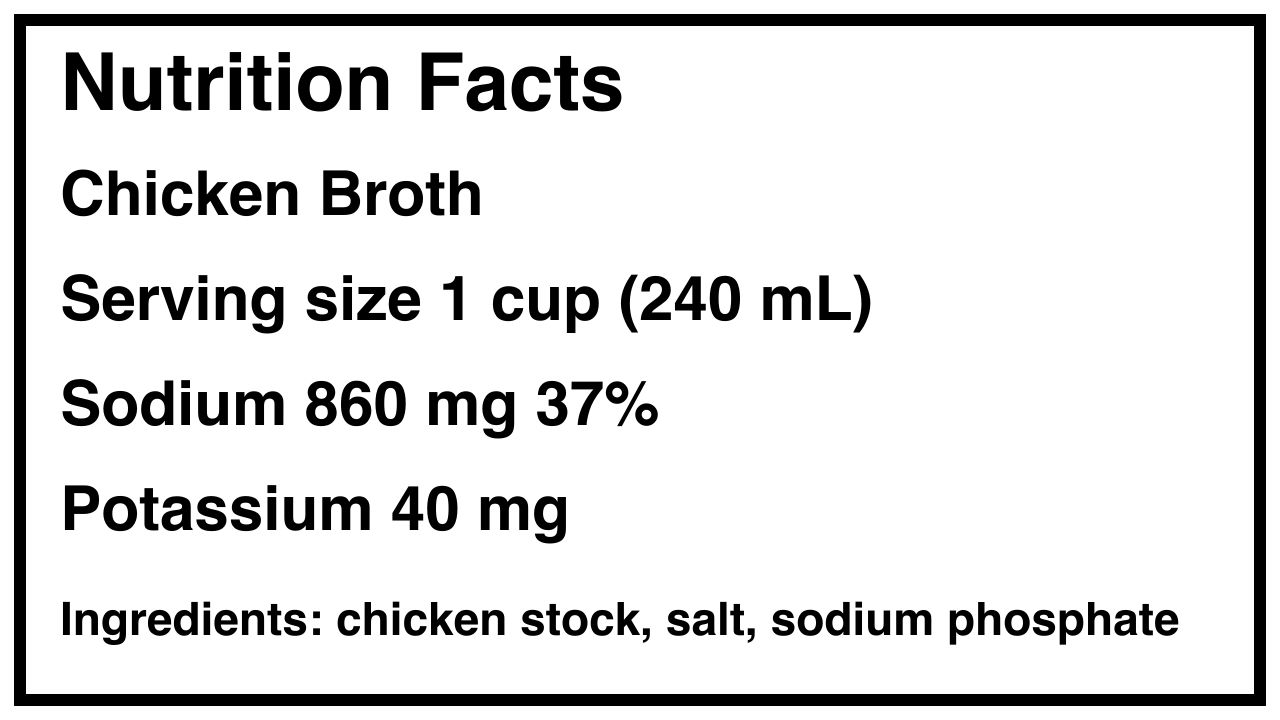 Nutrition Facts
Chicken Broth
Serving size 1 cup (240 mL)
Sodium 860 mg 37%
Potassium 40 mg
Ingredients: chicken stock, salt, sodium phosphate